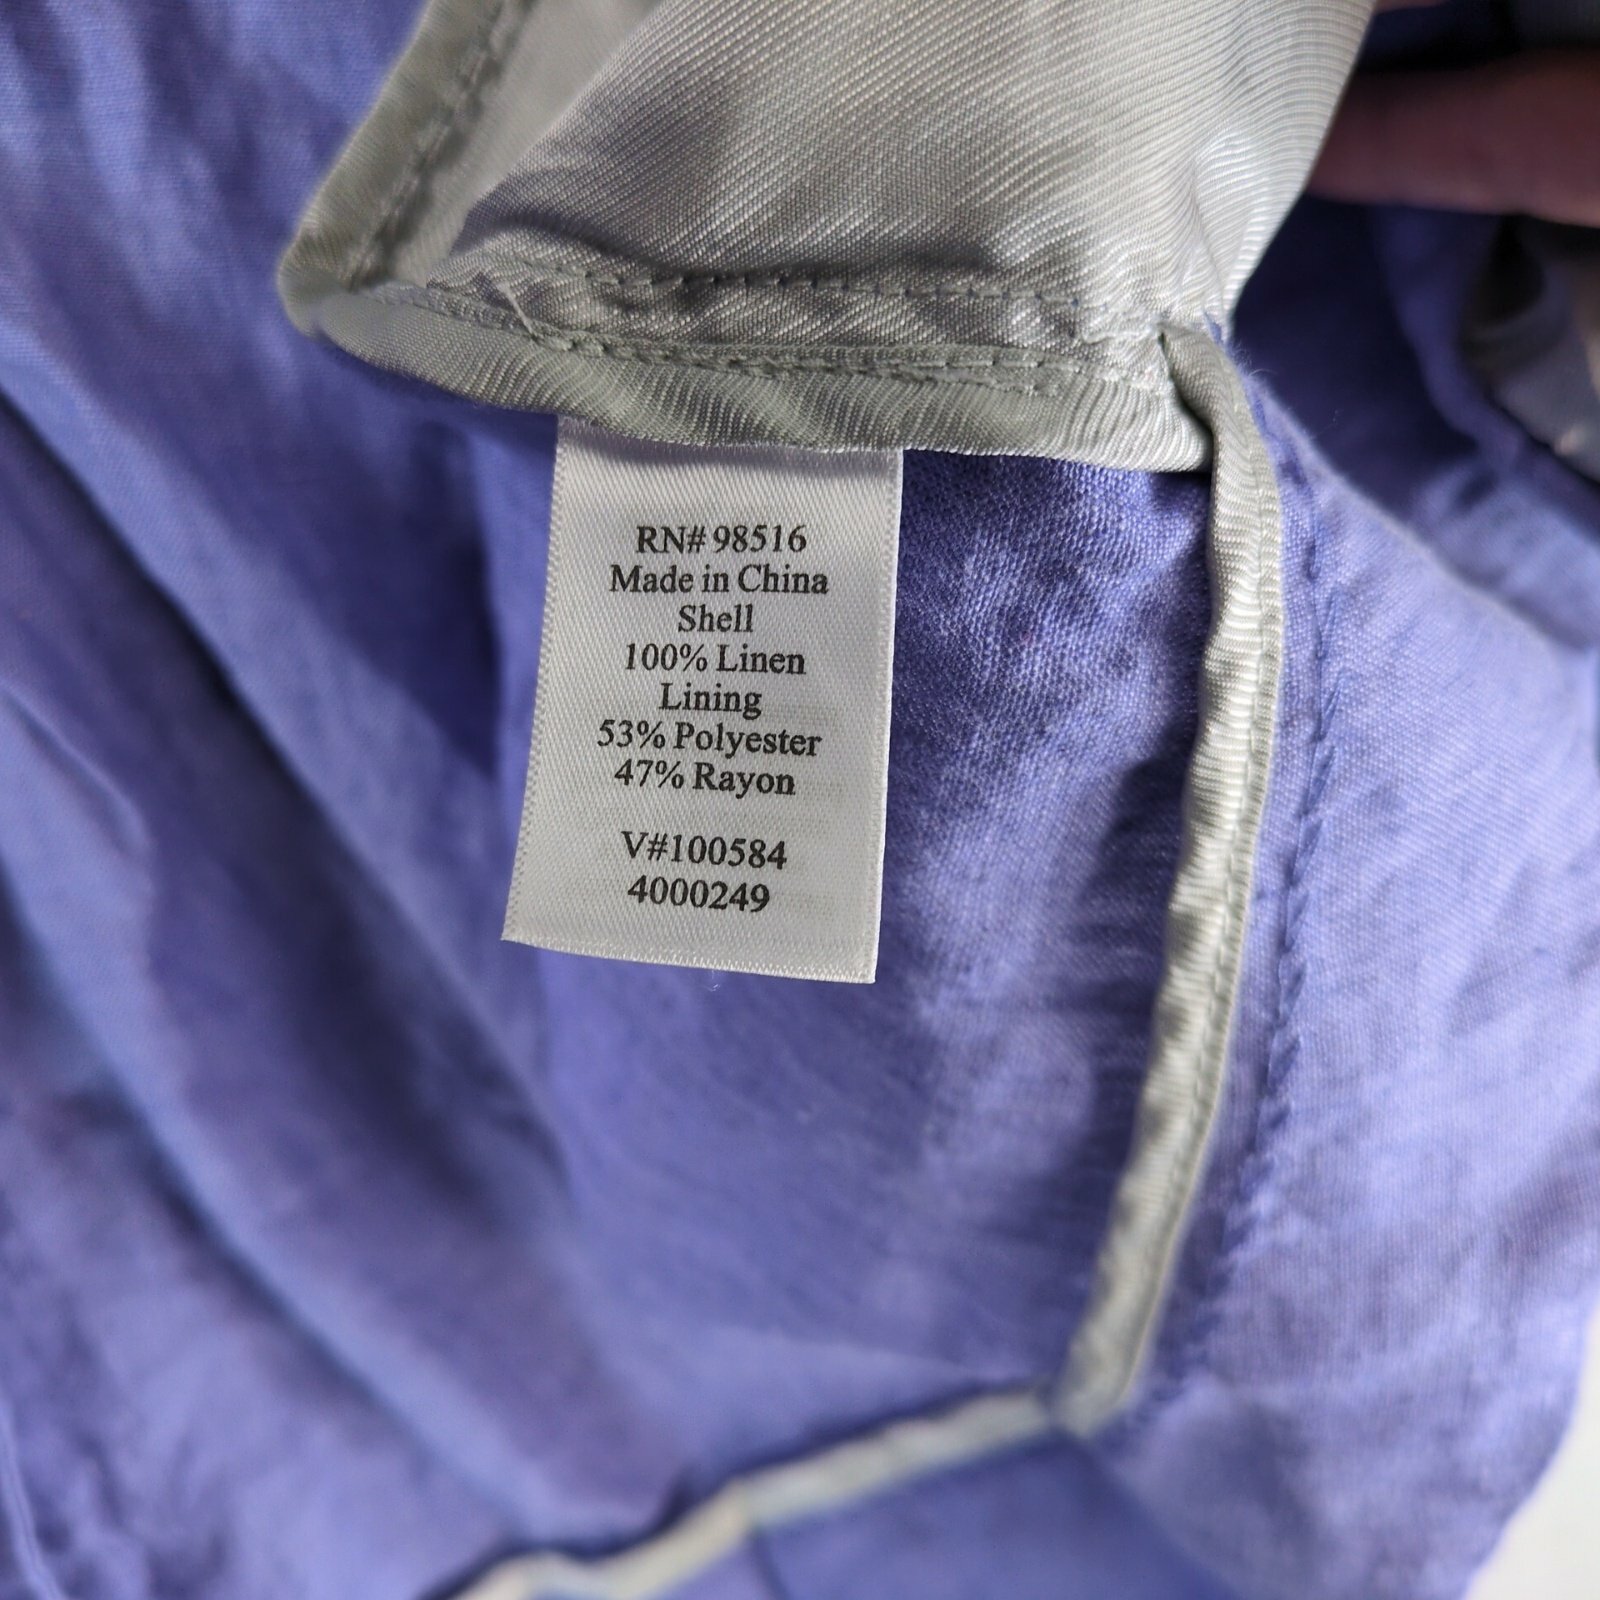 RN# 98516
Made in China
Shell
100% Linen
Lining
53% Polyester
47% Rayon
V#100584
4000249